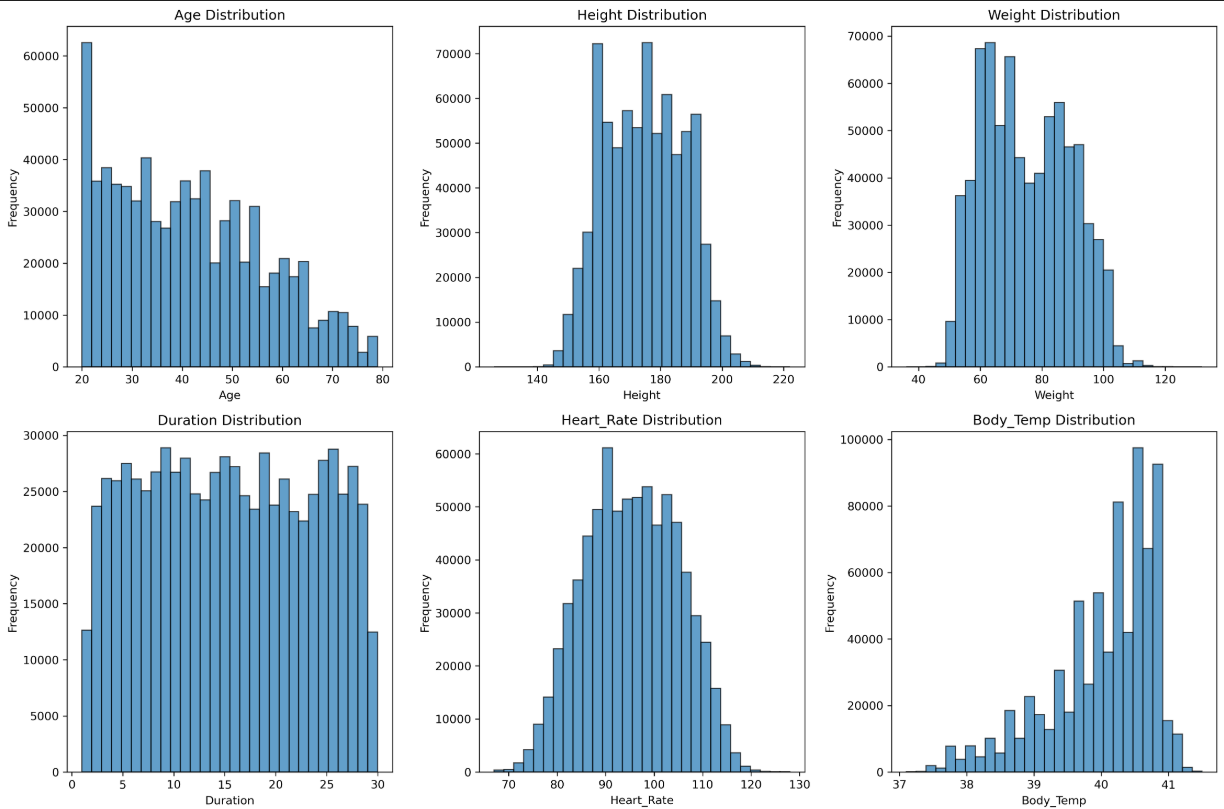 Age Distribution
60000
50000
40000
30000
20000
10000
0
Frequency
20 30 40 50 60 70 80
Age
Height Distribution
70000
60000
50000
40000
30000
20000
10000
0
Frequency
140 160 180 200 220
Height
Weight Distribution
70000
60000
50000
40000
30000
20000
10000
0
Frequency
40 60 80 100 120
Weight
Duration Distribution
30000
25000
20000
15000
10000
5000
0
Frequency
0 5 10 15 20 25 30
Duration
Heart_Rate Distribution
60000
50000
40000
30000
20000
10000
0
Frequency
70 80 90 100 110 120 130
Heart_Rate
Body_Temp Distribution
100000
80000
60000
40000
20000
0
Frequency
37 38 39 40 41
Body_Temp